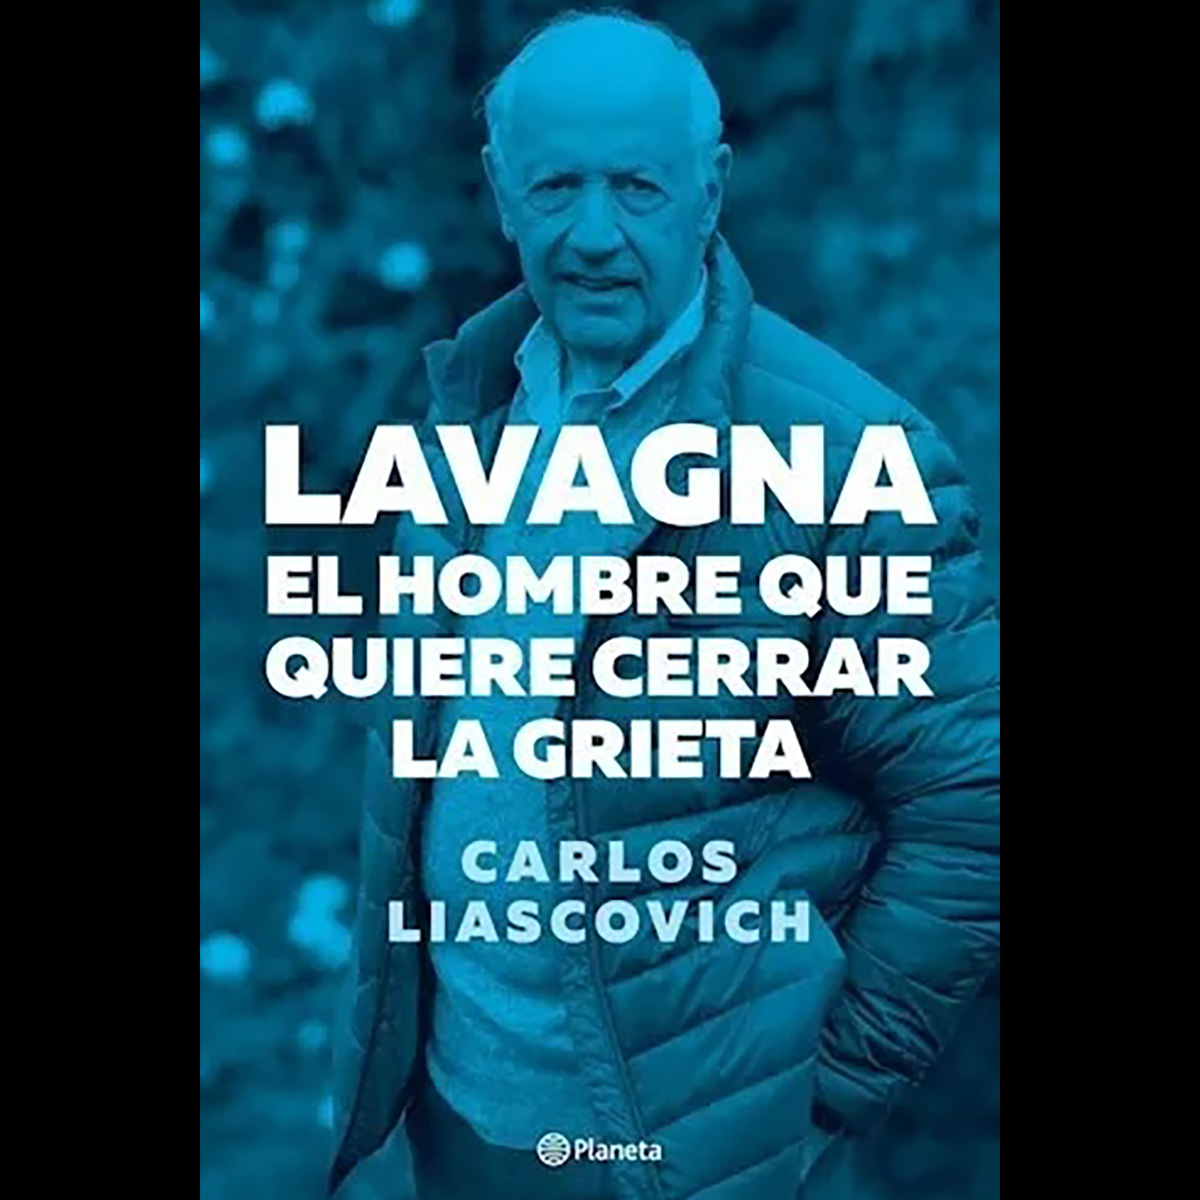 LAVAGNA
EL HOMBRE QUE
QUIERE CERRAR
LA GRIETA
CARLOS
LIASCOVICH
Planeta